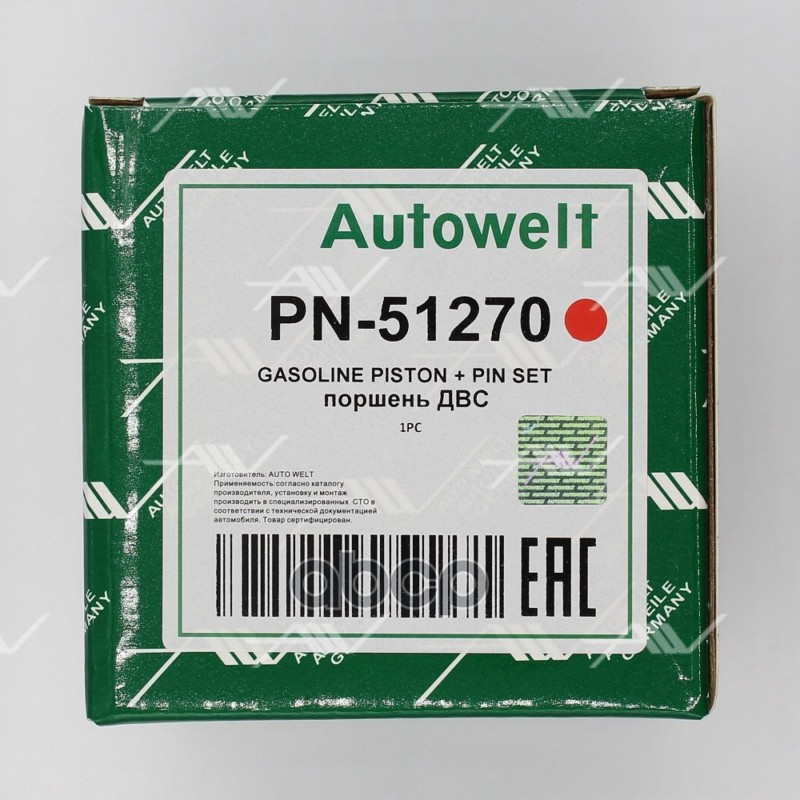 Autowelt
PN-51270
GASOLINE PISTON + PIN SET
поршень ДВС
1PC
Изготовитель: AUTO WELT
Применяемость:согласно каталогу
производителя, установку и монтаж
производить в специализированных СТО в
соответствии с технической документацией
автомобиля. Товар сертифицирован.
abcp
EAC